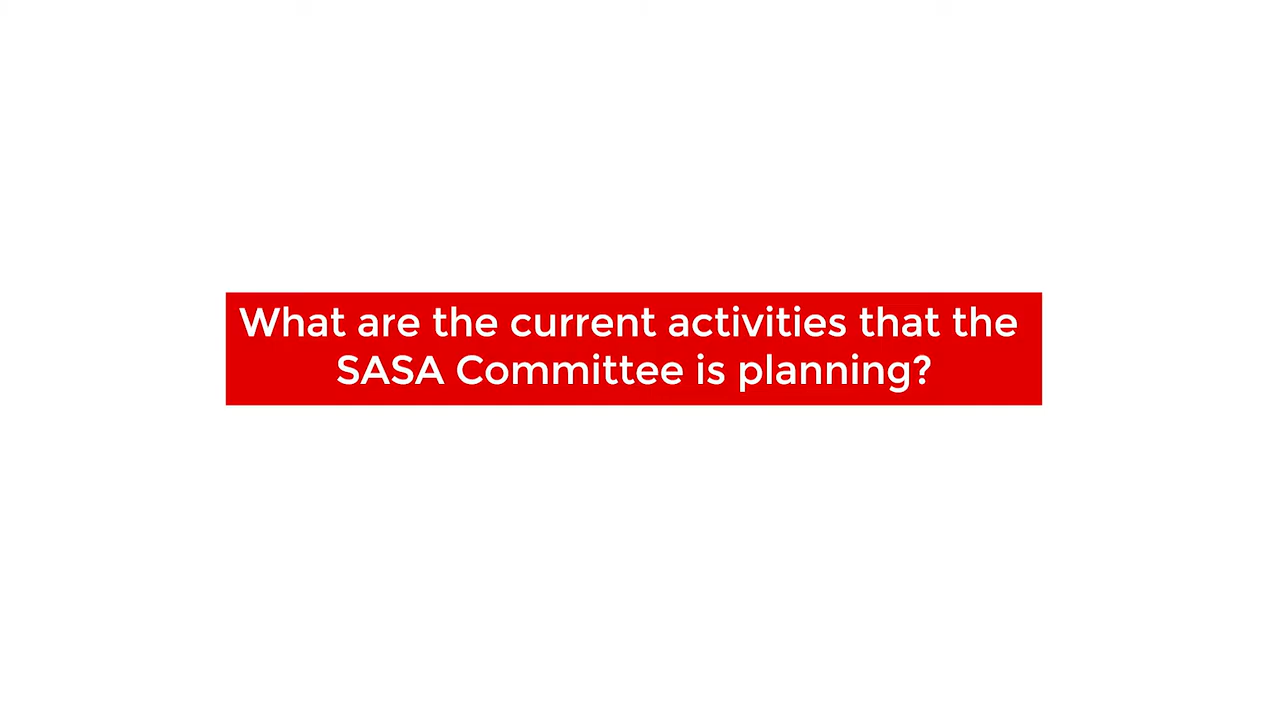 What are the current activities that the
SASA Committee is planning?